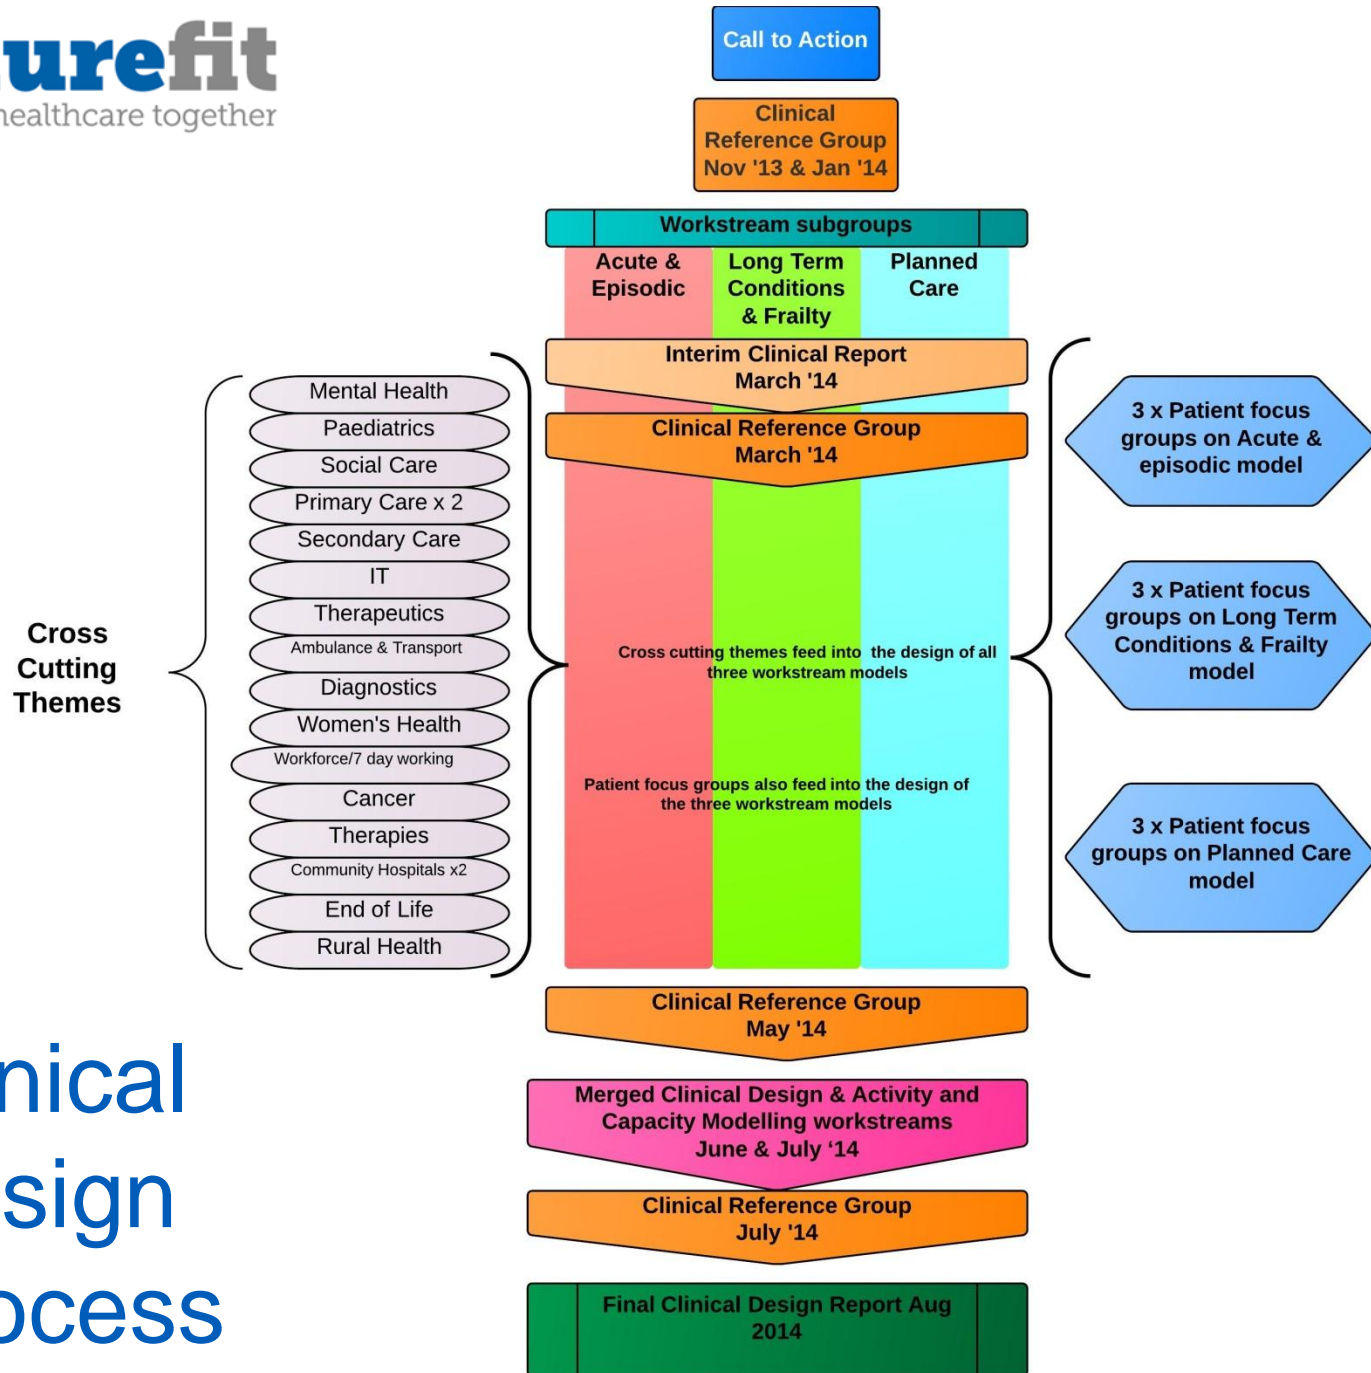 urefit
healthcare together
Call to Action
Clinical
Reference Group
Nov '13 & Jan '14
Workstream subgroups
Acute &
Episodic
Long Term
Conditions
& Frailty
Planned
Care
Interim Clinical Report
March '14
Clinical Reference Group
March '14
Cross
Cutting
Themes
Mental Health
Paediatrics
Social Care
Primary Care x 2
Secondary Care
IT
Therapeutics
Ambulance & Transport
Diagnostics
Women's Health
Workforce/7 day working
Cancer
Therapies
Community Hospitals x2
End of Life
Rural Health
Cross cutting themes feed into the design of all
three workstream models
Patient focus groups also feed into the design of
the three workstream models
3 x Patient focus
groups on Acute &
episodic model
3 x Patient focus
groups on Long Term
Conditions & Frailty
model
3 x Patient focus
groups on Planned Care
model
Clinical Reference Group
May '14
Merged Clinical Design & Activity and
Capacity Modelling workstreams
June & July ‘14
Clinical Reference Group
July '14
Final Clinical Design Report Aug
2014
nical
sign
ocess